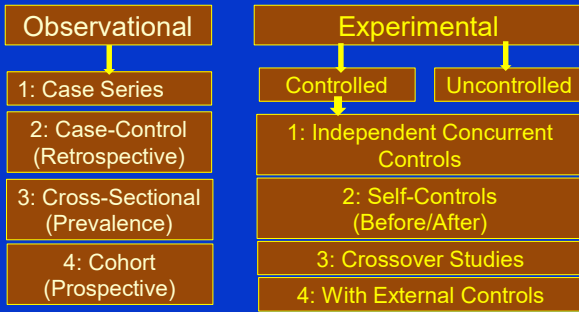 Observational
1: Case Series
2: Case-Control
(Retrospective)
3: Cross-Sectional
(Prevalence)
4: Cohort
(Prospective)
Experimental
Controlled
Uncontrolled
1: Independent Concurrent
Controls
2: Self-Controls
(Before/After)
3: Crossover Studies
4: With External Controls